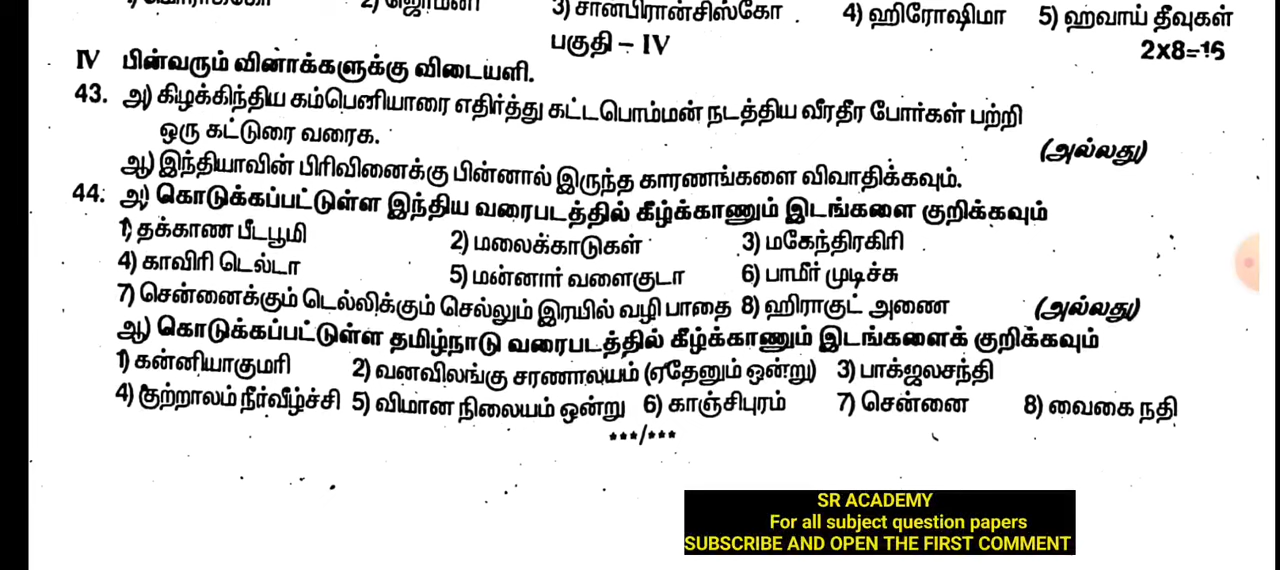 3) சான்பிரான்சிஸ்கோ . 4) ஹிரோஷிமா 5) ஹவாய் தீவுகள்
பகுதி – IV 2x8=16
IV பின்வரும் வினாக்களுக்கு விடையளி.
43. அ) கிழக்கிந்திய கம்பெனியாரை எதிர்த்து கட்டபொம்மன் நடத்திய வீரதீர போர்கள் பற்றி
ஒரு கட்டுரை வரைக. (அல்லது)
ஆ) இந்தியாவின் பிரிவினைக்கு பின்னால் இருந்த காரணங்களை விவாதிக்கவும்.
44. அ) கொடுக்கப்பட்டுள்ள இந்திய வரைபடத்தில் கீழ்க்காணும் இடங்களை குறிக்கவும்
1) தக்காண பீடபூமி 2) மலைக்காடுகள் 3) மகேந்திரகிரி
4) காவிரி டெல்டா 5) மன்னார் வளைகுடா 6) பாமீர் முடிச்சு
7) சென்னைக்கும் டெல்லிக்கும் செல்லும் இரயில் வழி பாதை 8) ஹிராகுட் அணை (அல்லது)
ஆ) கொடுக்கப்பட்டுள்ள தமிழ்நாடு வரைபடத்தில் கீழ்க்காணும் இடங்களைக் குறிக்கவும்
1) கன்னியாகுமரி 2) வனவிலங்கு சரணாலயம் (ஏதேனும் ஒன்று) 3) பாக்ஜலசந்தி
4) குற்றாலம் நீர்வீழ்ச்சி 5) விமான நிலையம் ஒன்று 6) காஞ்சிபுரம் 7) சென்னை 8) வைகை நதி
***/***
SR ACADEMY
For all subject question papers
SUBSCRIBE AND OPEN THE FIRST COMMENT